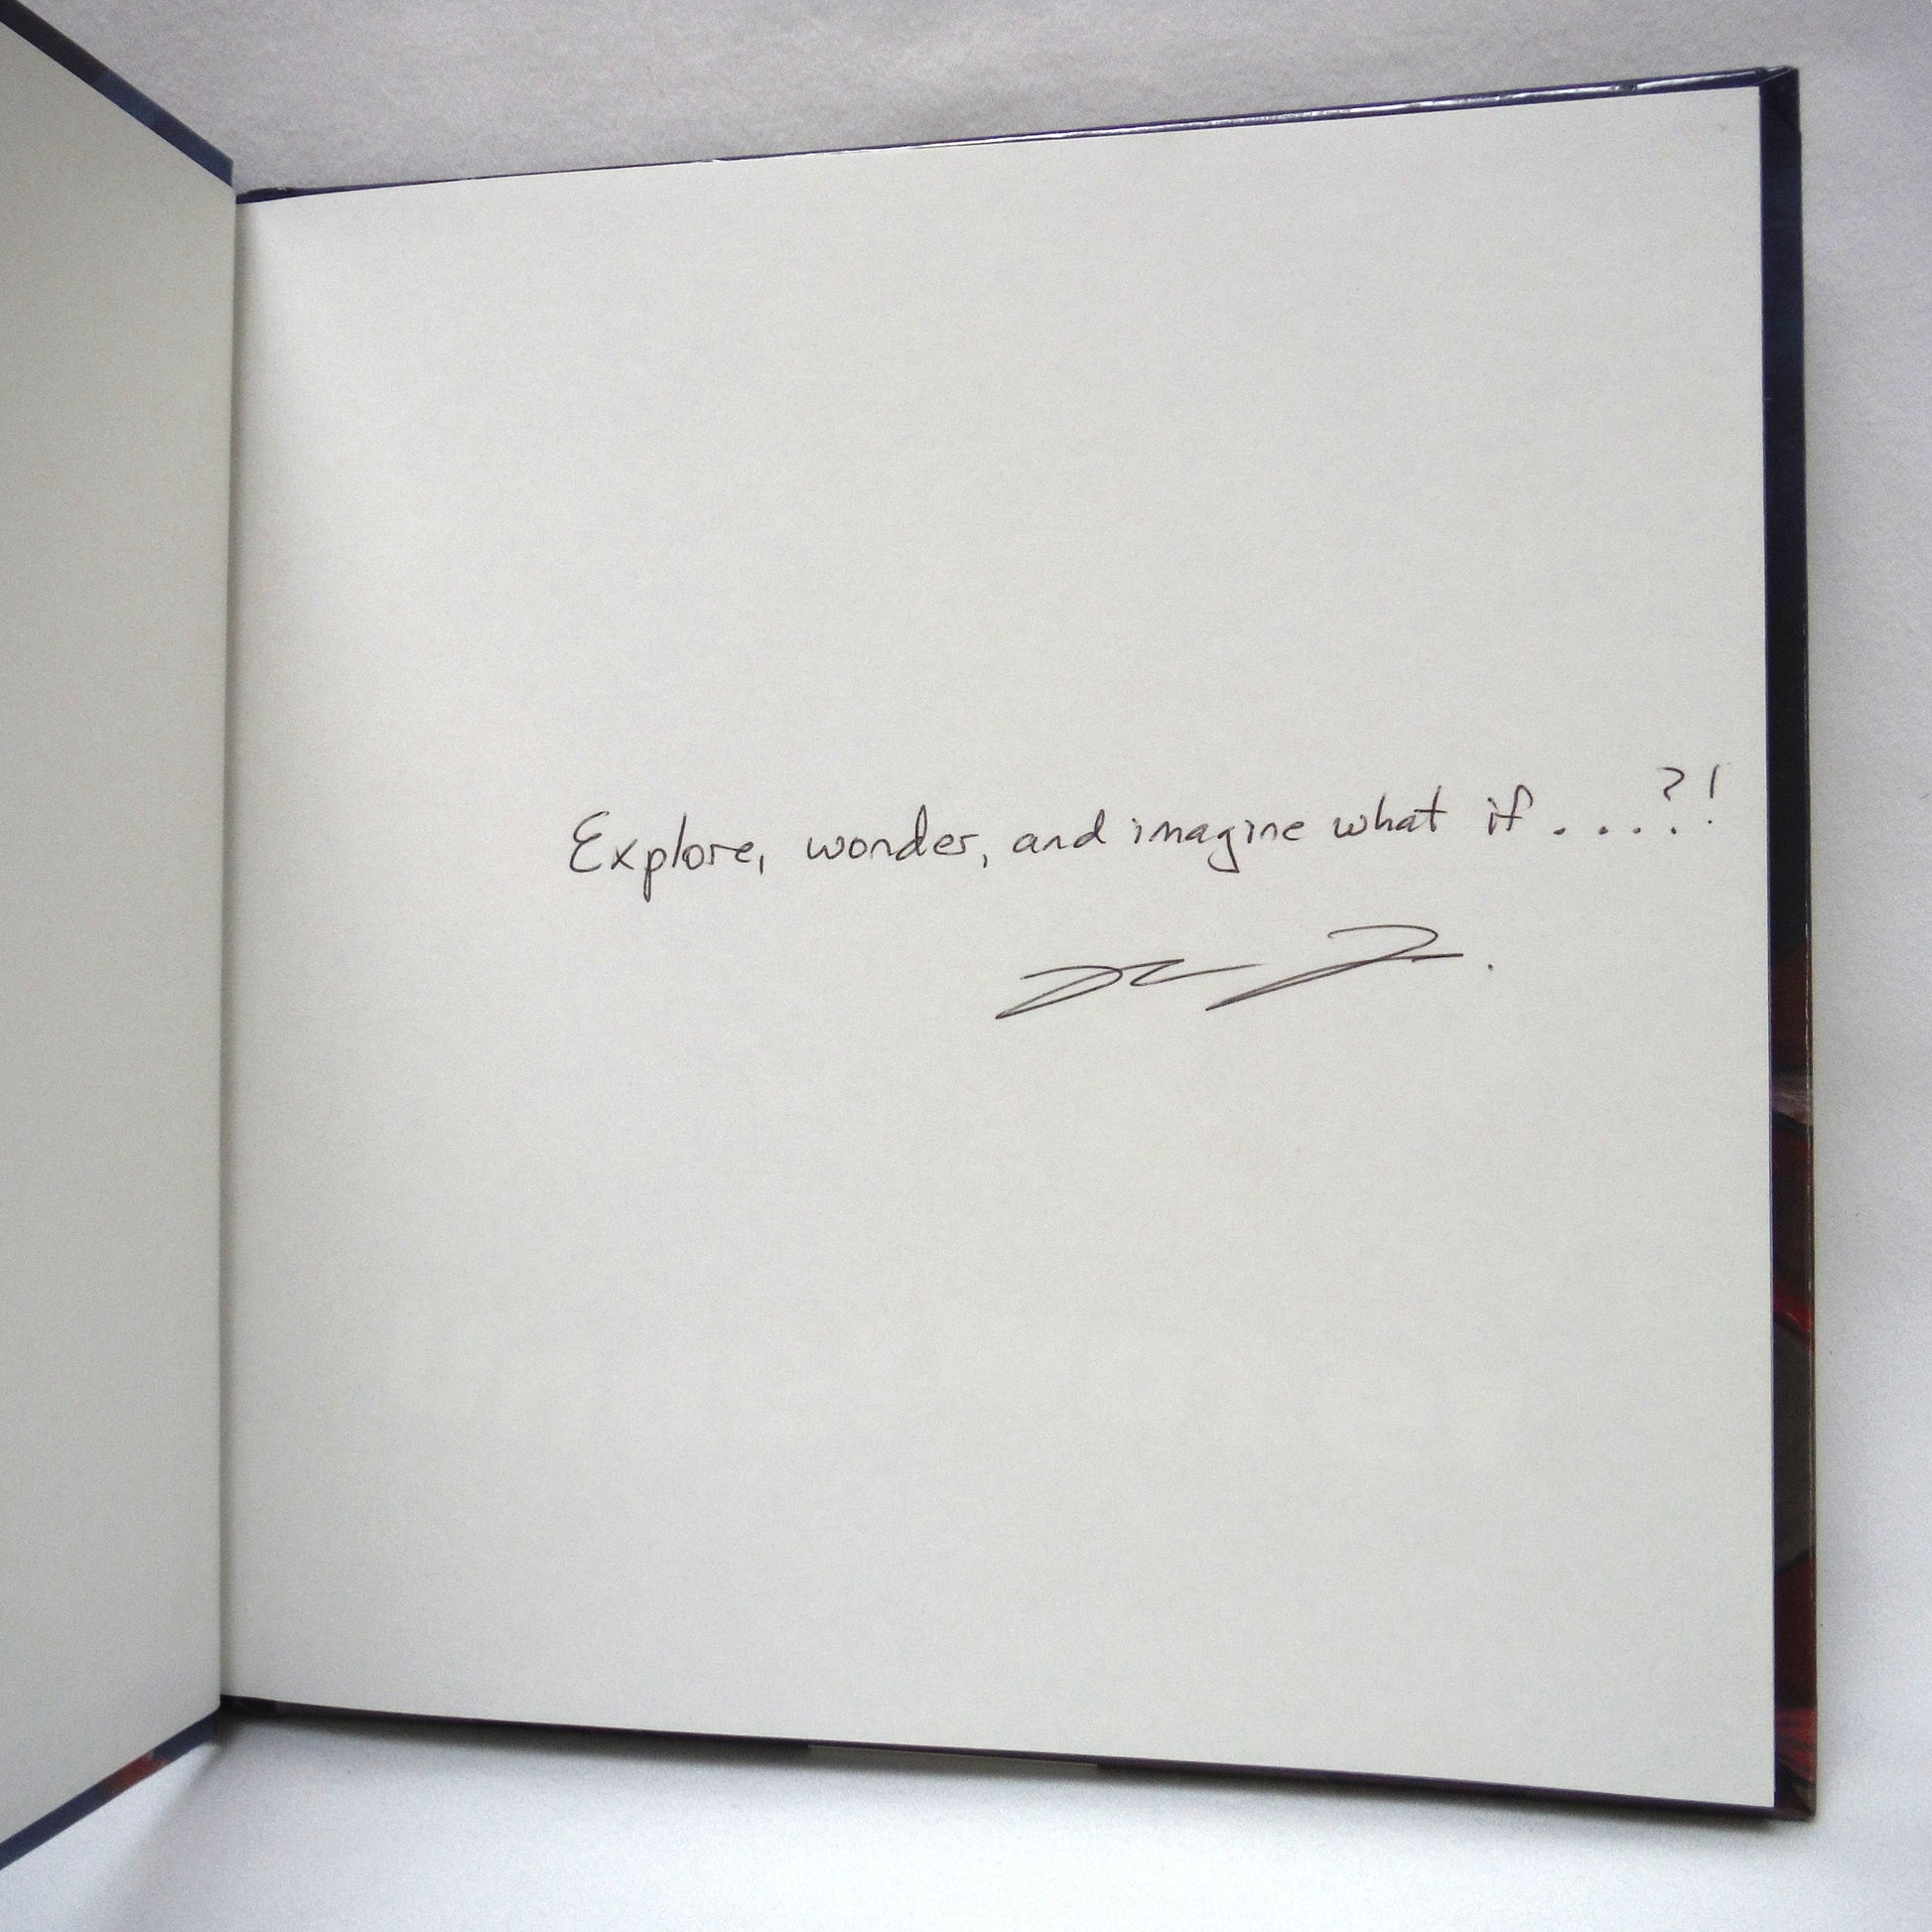 Explore, wonder, and imagine what if....?!